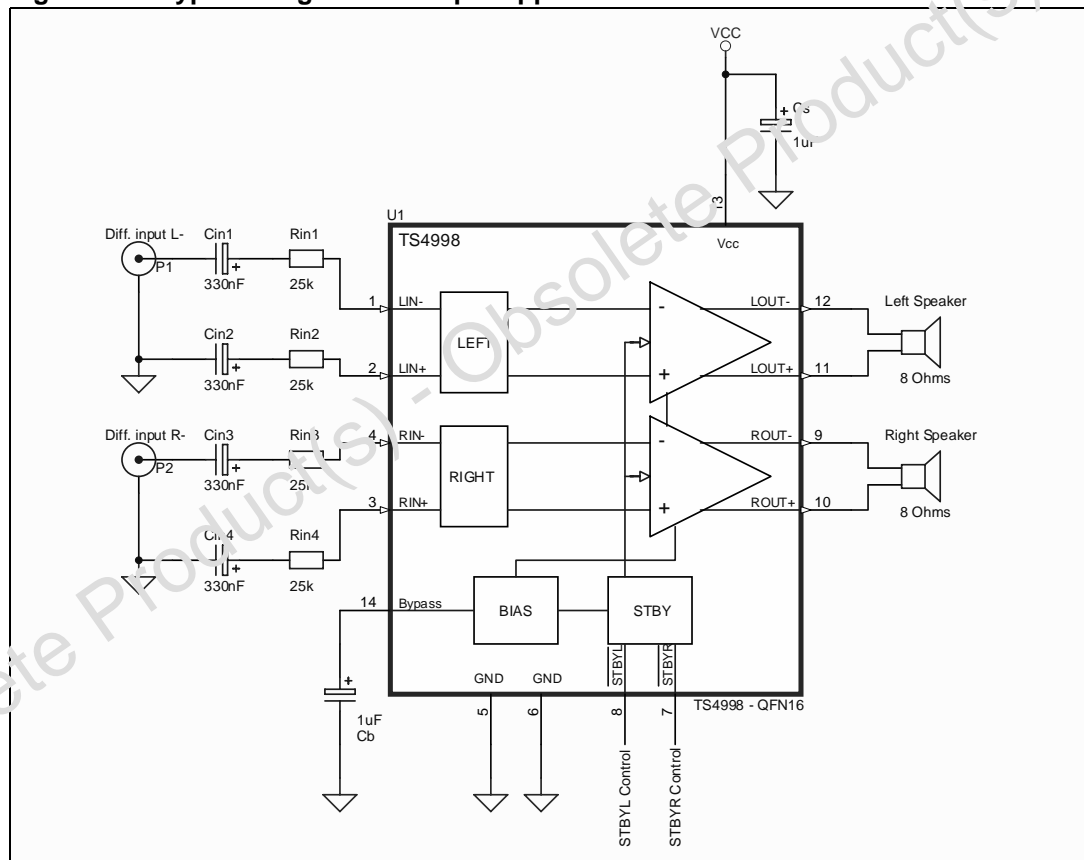 VCC
Cs
+
1uF
13
U1
TS4998
Vcc
Diff. input L-
Cin1
Rin1
P1
+
330nF
25k
1
LIN-
LEFT
-
LOUT-
12
Left Speaker
Cin2
Rin2
+
330nF
25k
2
LIN+
+
LOUT+
11
8 Ohms
Diff. input R-
Cin3
Rin3
P2
+
330nF
4
RIN-
RIGHT
-
ROUT-
9
Right Speaker
Cin4
Rin4
+
330nF
25k
3
RIN+
+
ROUT+
10
8 Ohms
14
Bypass
BIAS
STBY
+
1uF
Cb
GND
GND
STBYL
STBYR
5
6
8
7
TS4998 - QFN16
STBYL Control
STBYR Control
Obsolete Product(s)
Product(s) - Obsolete